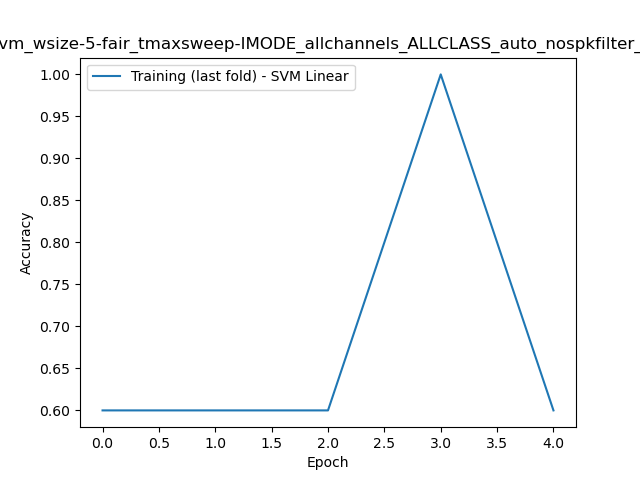 vm_wsize-5-fair_tmaxsweep-IMODE_allchannels_ALLCLASS_auto_nospkfilter_
Training (last fold) - SVM Linear
1.00
0.95
0.90
0.85
0.80
0.75
0.70
0.65
0.60
Accuracy
0.0 0.5 1.0 1.5 2.0 2.5 3.0 3.5 4.0
Epoch